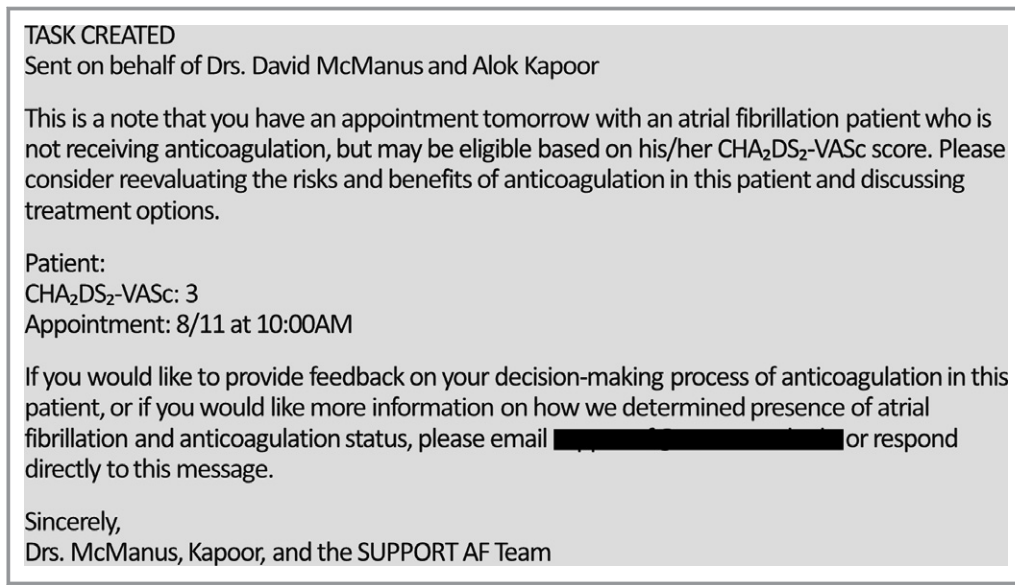 TASK CREATED
Sent on behalf of Drs. David McManus and Alok Kapoor
This is a note that you have an appointment tomorrow with an atrial fibrillation patient who is
not receiving anticoagulation, but may be eligible based on his/her CHA₂DS₂-VASc score. Please
consider reevaluating the risks and benefits of anticoagulation in this patient and discussing
treatment options.
Patient:
CHA₂DS₂-VASc: 3
Appointment: 8/11 at 10:00AM
If you would like to provide feedback on your decision-making process of anticoagulation in this
patient, or if you would like more information on how we determined presence of atrial
fibrillation and anticoagulation status, please email or respond
directly to this message.
Sincerely,
Drs. McManus, Kapoor, and the SUPPORT AF Team